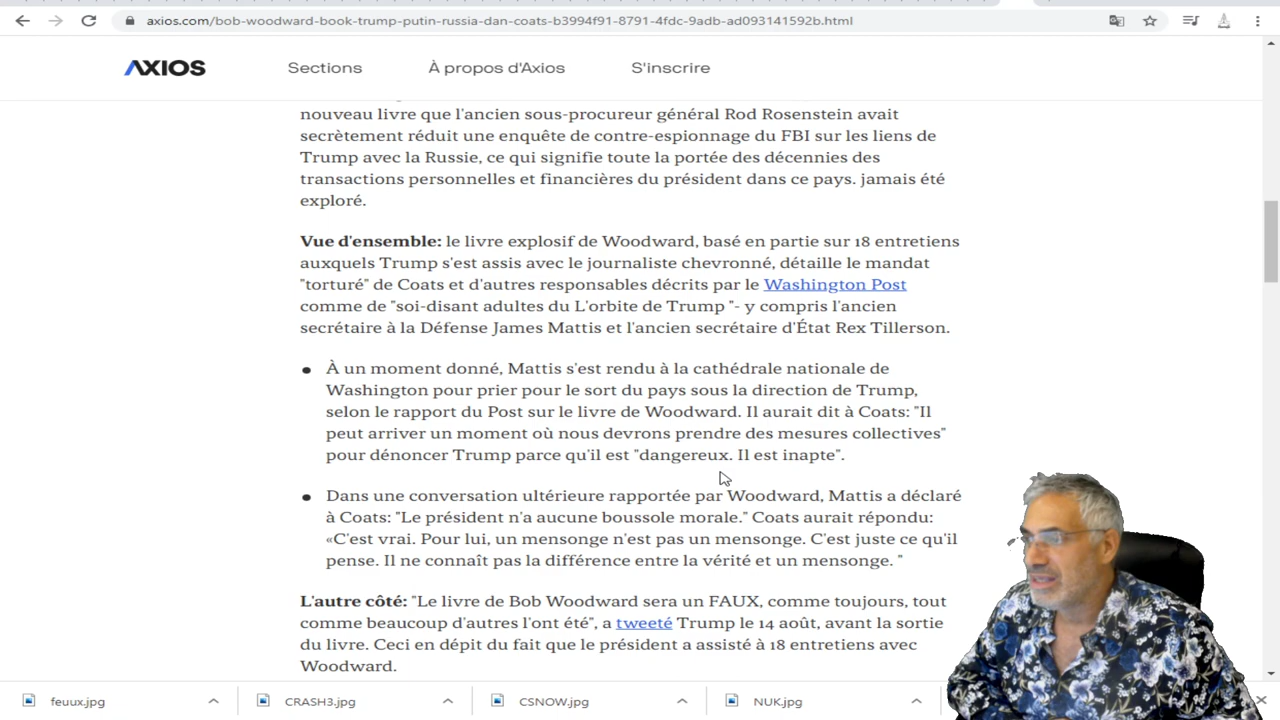 axios.com/bob-woodward-book-trump-putin-russia-dan-coats-b3994f91-8791-4fdc-9adb-ad093141592b.html
AXIOS
Sections
À propos d'Axios
S'inscrire
nouveau livre que l'ancien sous-procureur général Rod Rosenstein avait
secrètement réduit une enquête de contre-espionnage du FBI sur les liens de
Trump avec la Russie, ce qui signifie toute la portée des décennies des
transactions personnelles et financières du président dans ce pays. jamais été
exploré.
Vue d'ensemble: le livre explosif de Woodward, basé en partie sur 18 entretiens
auxquels Trump s'est assis avec le journaliste chevronné, détaille le mandat
"torturé" de Coats et d'autres responsables décrits par le Washington Post
comme de "soi-disant adultes du L'orbite de Trump "- y compris l'ancien
secrétaire à la Défense James Mattis et l'ancien secrétaire d'État Rex Tillerson.
● À un moment donné, Mattis s'est rendu à la cathédrale nationale de
Washington pour prier pour le sort du pays sous la direction de Trump,
selon le rapport du Post sur le livre de Woodward. Il aurait dit à Coats: "Il
peut arriver un moment où nous devrons prendre des mesures collectives"
pour dénoncer Trump parce qu'il est "dangereux. Il est inapte".
● Dans une conversation ultérieure rapportée par Woodward, Mattis a déclaré
à Coats: "Le président n'a aucune boussole morale." Coats aurait répondu:
«C'est vrai. Pour lui, un mensonge n'est pas un mensonge. C'est juste ce qu'il
pense. Il ne connaît pas la différence entre la vérité et un mensonge. "
L'autre côté: "Le livre de Bob Woodward sera un FAUX, comme toujours, tout
comme beaucoup d'autres l'ont été", a tweeté Trump le 14 août, avant la sortie
du livre. Ceci en dépit du fait que le président a assisté à 18 entretiens avec
Woodward.
feuux.jpg
CRASH3.jpg
CSNOW.jpg
NUK.jpg